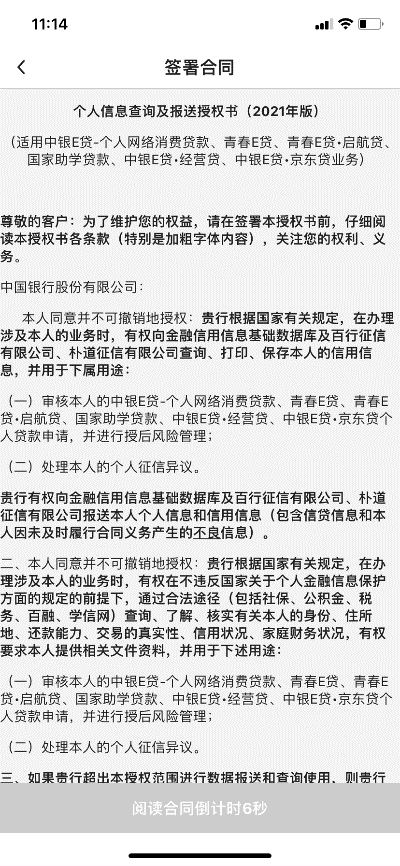 11:14
签署合同
个人信息查询及报送授权书（2021年版）
（适用中银E贷-个人网络消费贷款、青春E贷、青春E贷·启航贷、
国家助学贷款、中银E贷·经营贷、中银E贷·京东贷业务）
尊敬的客户：为了维护您的权益，请在签署本授权书前，仔细阅
读本授权书各条款（特别是加粗字体内容），关注您的权利、义
务。
中国银行股份有限公司：
本人同意并不可撤销地授权：贵行根据国家有关规定，在办理
涉及本人的业务时，有权向金融信用信息基础数据库及百行征信
有限公司、朴道征信有限公司查询、打印、保存本人的信用信
息，并用于下属用途：
（一）审核本人的中银E贷-个人网络消费贷款、青春E贷、青春E
贷·启航贷、国家助学贷款、中银E贷·经营贷、中银E贷·京东贷个
人贷款申请，并进行授后风险管理；
（二）处理本人的个人征信异议。
贵行有权向金融信用信息基础数据库及百行征信有限公司、朴道
征信有限公司报送本人个人信息和信用信息（包含信贷信息和本
人因未及时履行合同义务产生的不良信息）。
二、本人同意并不可撤销地授权：贵行根据国家有关规定，在办
理涉及本人的业务时，有权在不违反国家关于个人金融信息保护
方面的规定的前提下，通过合法途径（包括社保、公积金、税
务、百融、学信网）查询、了解、核实有关本人的身份、住所
地、还款能力、交易的真实性、信用状况、家庭财务状况，有权
要求本人提供相关文件资料，并用于下述用途：
（一）审核本人的中银E贷-个人网络消费贷款、青春E贷、青春E
贷·启航贷、国家助学贷款、中银E贷·经营贷、中银E贷·京东贷个
人贷款申请，并进行授后风险管理；
（二）处理本人的个人征信异议。
三、如果贵行超出本授权范围进行数据报送和查询使用，则贵行
阅读合同倒计时6秒